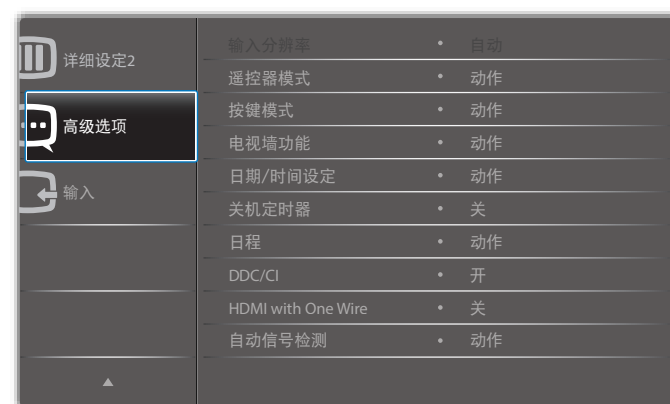 详细设定2
高级选项
输入
输入分辨率 • 自动
遥控器模式 • 动作
按键模式 • 动作
电视墙功能 • 动作
日期/时间设定 • 动作
关机定时器 • 关
日程 • 动作
DDC/CI • 开
HDMI with One Wire • 关
自动信号检测 • 动作